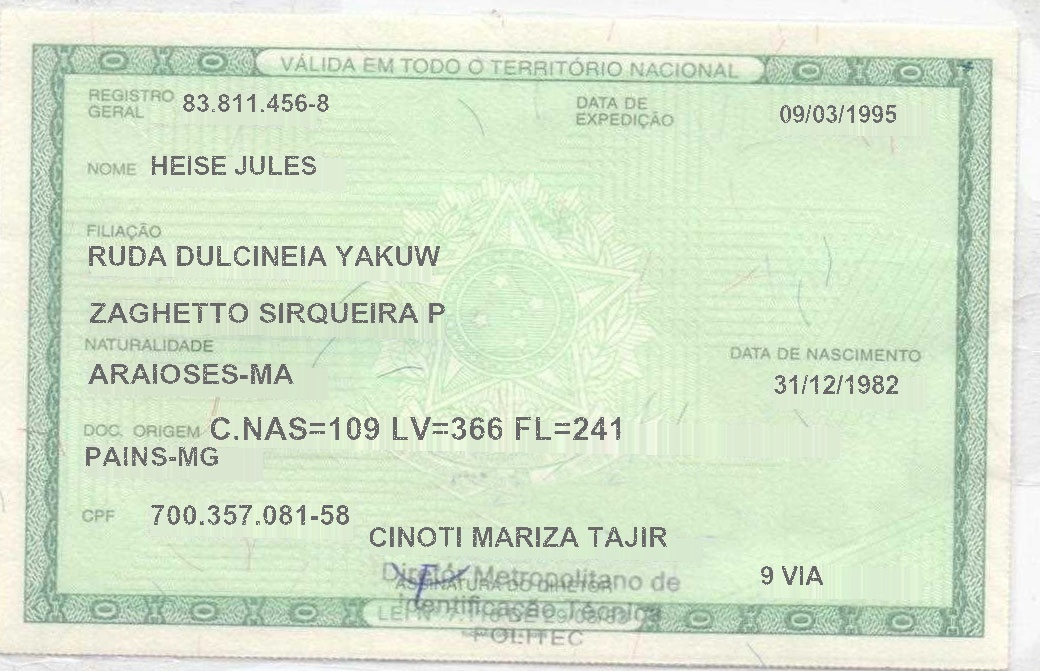 VÁLIDA EM TODO O TERRITÓRIO NACIONAL
REGISTRO GERAL 83.811.456-8 DATA DE EXPEDIÇÃO 09/03/1995
NOME HEISE JULES
FILIAÇÃO
RUDA DULCINEIA YAKUW
ZAGHETTO SIRQUEIRA P
NATURALIDADE DATA DE NASCIMENTO
ARAIOSES-MA 31/12/1982
DOC. ORIGEM C.NAS=109 LV=366 FL=241
PAINS-MG
CPF 700.357.081-58
CINOTI MARIZA TAJIR
Diretor Metropolitano de 9 VIA
ASSINATURA DO DIRETOR
Identificação Técnica
LEI Nº 7.116 DE 29/08/83
POLITEC